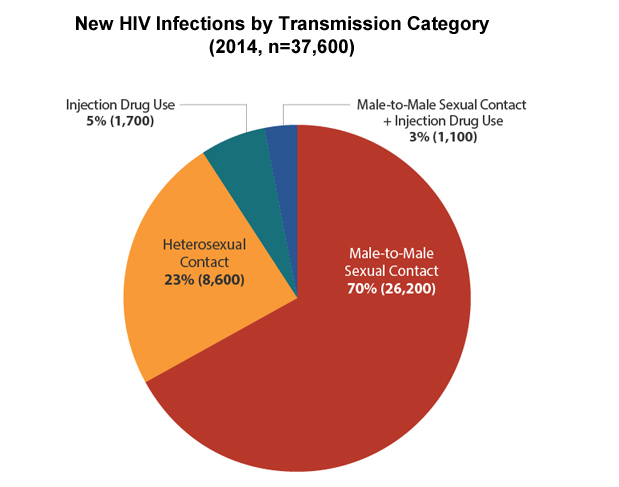 New HIV Infections by Transmission Category
(2014, n=37,600)
Injection Drug Use
5% (1,700)
Male-to-Male Sexual Contact
+ Injection Drug Use
3% (1,100)
Heterosexual
Contact
23% (8,600)
Male-to-Male
Sexual Contact
70% (26,200)